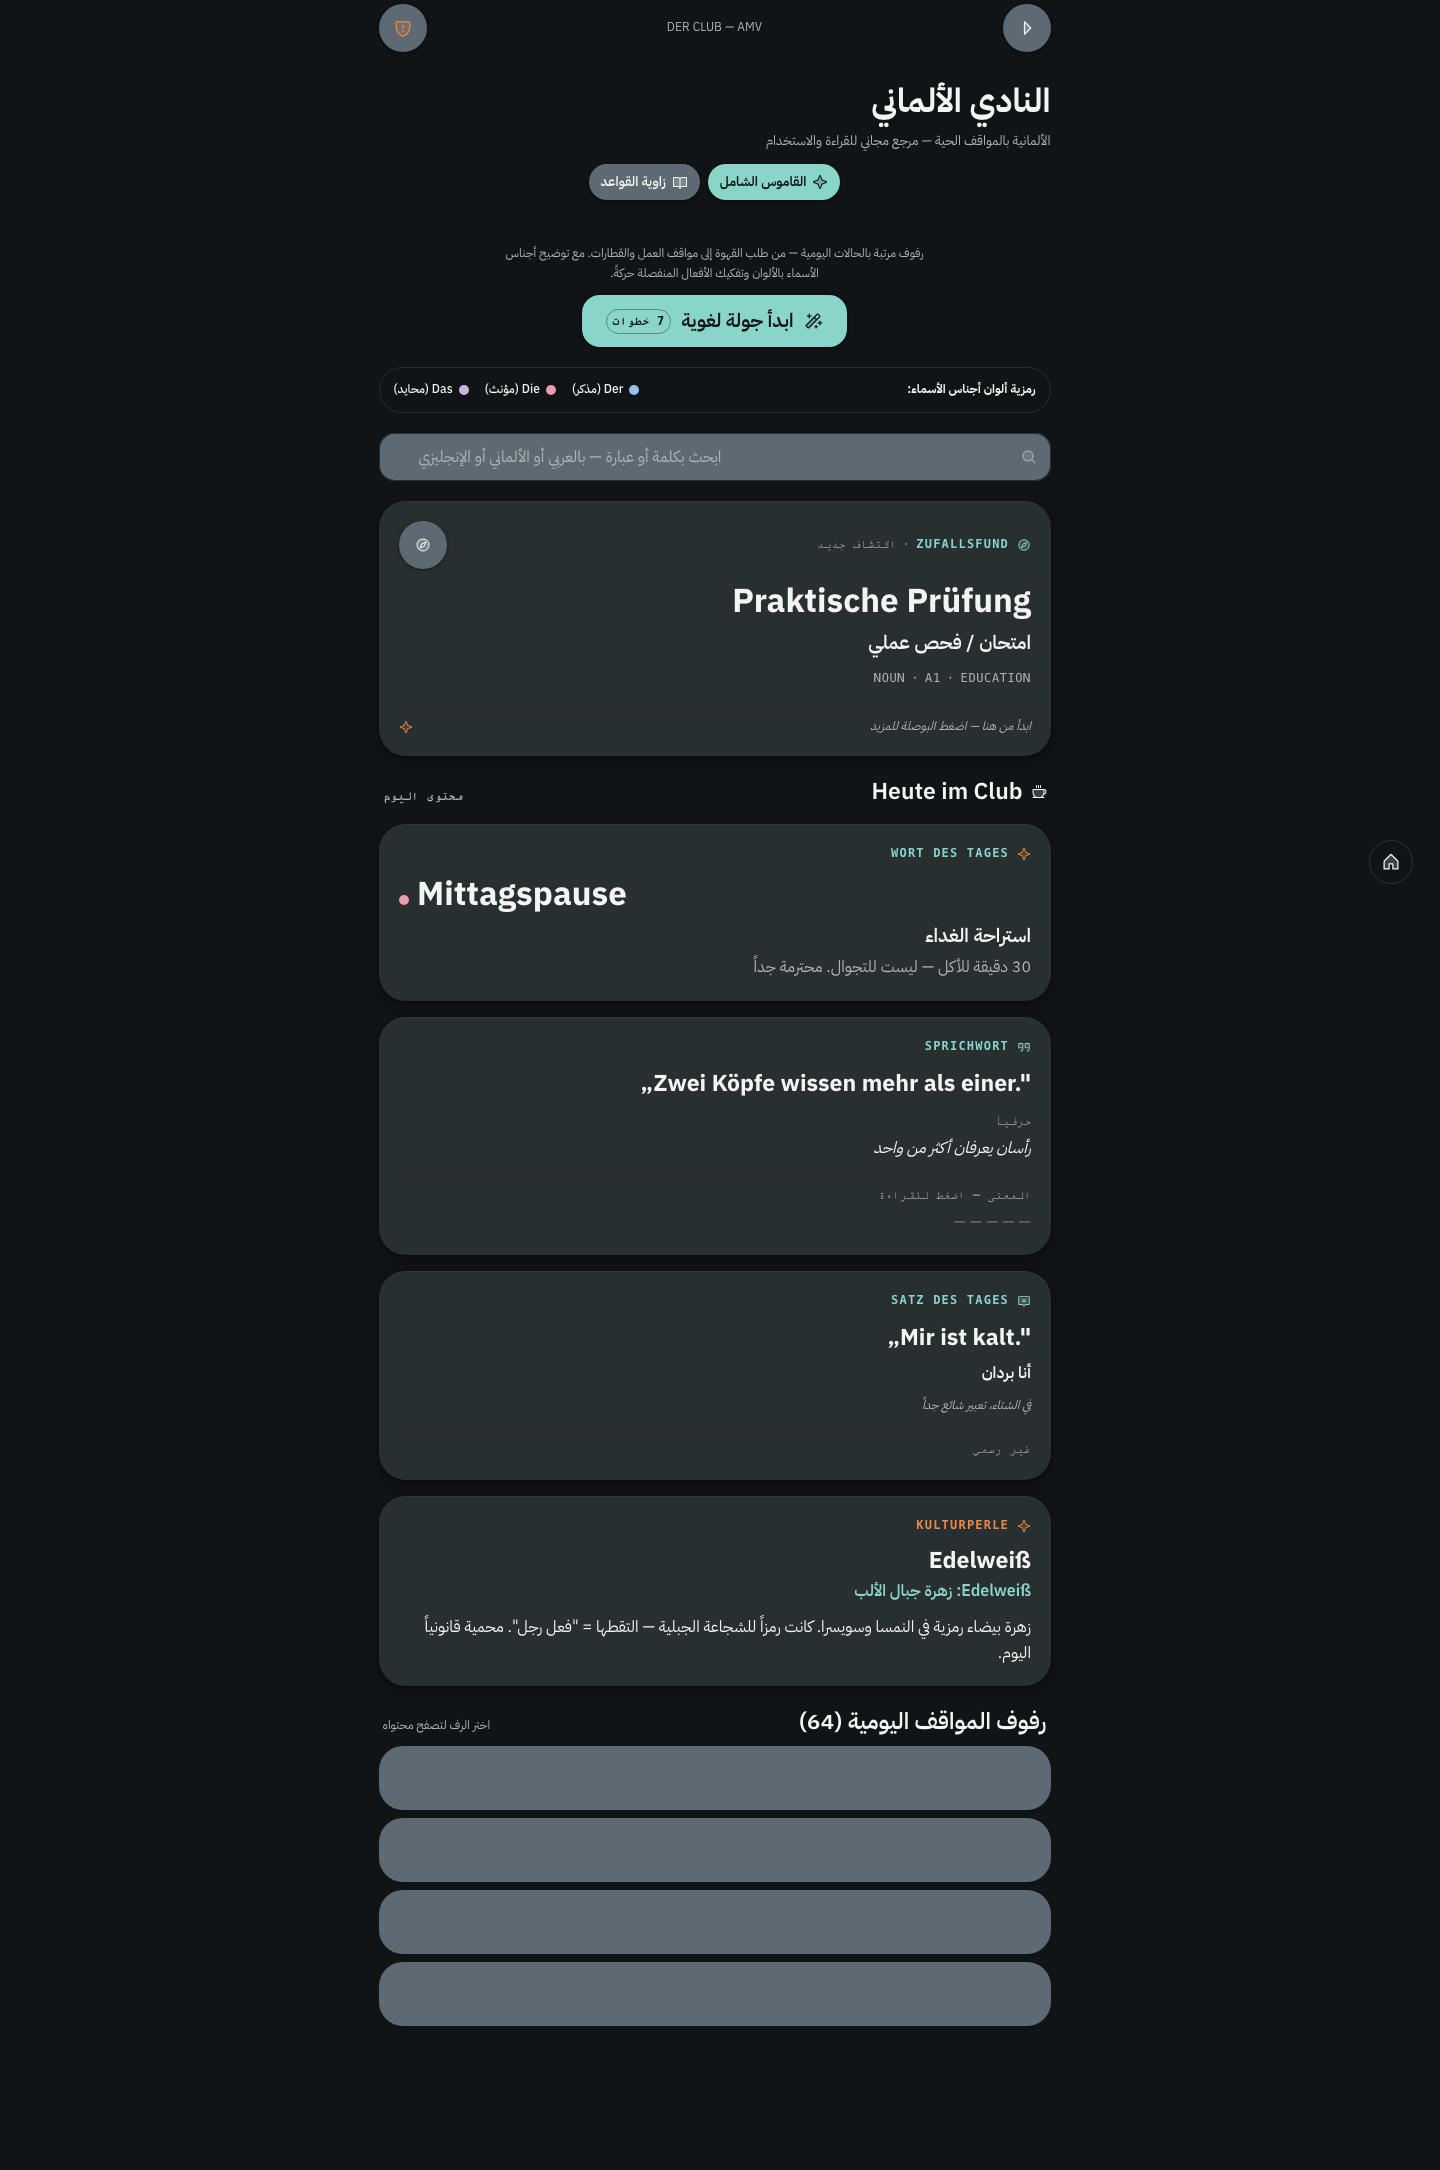 DER CLUB — AMV
النادي الألماني
الألمانية بالمواقف الحية — مرجع مجاني للقراءة والاستخدام
القاموس الشامل
زاوية القواعد
رفوف مرتبة بالحالات اليومية — من طلب القهوة إلى مواقف العمل والقطارات. مع توضيح أجناس
الأسماء بالألوان وتفكيك الأفعال المنفصلة حركةً.
ابدأ جولة لغوية 7 خطوات
رمزية ألوان أجناس الأسماء: Der (مذكر) Die (مؤنث) Das (محايد)
ابحث بكلمة أو عبارة — بالعربي أو الألماني أو الإنجليزي
ZUFALLSFUND · اكتشاف جديد
Praktische Prüfung
امتحان / فحص عملي
NOUN · A1 · EDUCATION
ابدأ من هنا — اضغط البوصلة للمزيد
Heute im Club
محتوى اليوم
WORT DES TAGES
Mittagspause
استراحة الغداء
30 دقيقة للأكل — ليست للتجوال. محترمة جداً
SPRICHWORT
„Zwei Köpfe wissen mehr als einer."
حرفياً
رأسان يعرفان أكثر من واحد
المعنى — اضغط للقراءة
— — — — —
SATZ DES TAGES
„Mir ist kalt."
أنا بردان
في الشتاء، تعبير شائع جداً
غير رسمي
KULTURPERLE
Edelweiß
Edelweiß: زهرة جبال الألب
زهرة بيضاء رمزية في النمسا وسويسرا. كانت رمزاً للشجاعة الجبلية — التقطها = "فعل رجل". محمية قانونياً
اليوم.
رفوف المواقف اليومية (64)
اختر الرف لتصفح محتواه